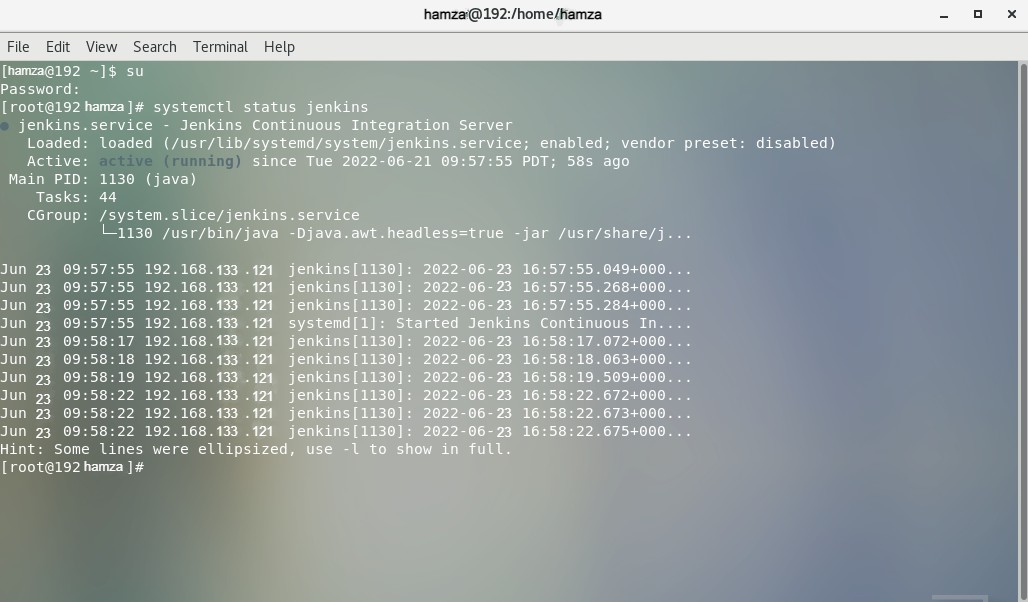 hamza@192:/home/hamza
File Edit View Search Terminal Help
[hamza@192 ~]$ su
Password:
[root@192 hamza]# systemctl status jenkins
● jenkins.service - Jenkins Continuous Integration Server
   Loaded: loaded (/usr/lib/systemd/system/jenkins.service; enabled; vendor preset: disabled)
   Active: active (running) since Tue 2022-06-21 09:57:55 PDT; 58s ago
 Main PID: 1130 (java)
    Tasks: 44
   CGroup: /system.slice/jenkins.service
           └─1130 /usr/bin/java -Djava.awt.headless=true -jar /usr/share/j...
Jun 23 09:57:55 192.168.133.121 jenkins[1130]: 2022-06-23 16:57:55.049+000...
Jun 23 09:57:55 192.168.133.121 jenkins[1130]: 2022-06-23 16:57:55.268+000...
Jun 23 09:57:55 192.168.133.121 jenkins[1130]: 2022-06-23 16:57:55.284+000...
Jun 23 09:57:55 192.168.133.121 systemd[1]: Started Jenkins Continuous In....
Jun 23 09:58:17 192.168.133.121 jenkins[1130]: 2022-06-23 16:58:17.072+000...
Jun 23 09:58:18 192.168.133.121 jenkins[1130]: 2022-06-23 16:58:18.063+000...
Jun 23 09:58:19 192.168.133.121 jenkins[1130]: 2022-06-23 16:58:19.509+000...
Jun 23 09:58:22 192.168.133.121 jenkins[1130]: 2022-06-23 16:58:22.672+000...
Jun 23 09:58:22 192.168.133.121 jenkins[1130]: 2022-06-23 16:58:22.673+000...
Jun 23 09:58:22 192.168.133.121 jenkins[1130]: 2022-06-23 16:58:22.675+000...
Hint: Some lines were ellipsized, use -l to show in full.
[root@192 hamza]#